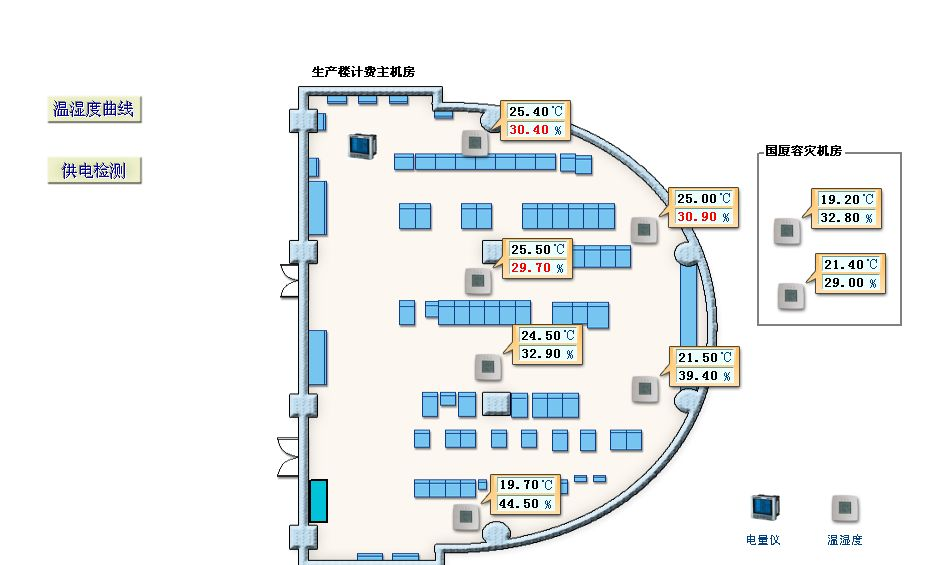 生产楼计费主机房
温湿度曲线
供电检测
25.40℃
30.40 %
国厦容灾机房
25.00℃
30.90 %
19.20℃
32.80 %
25.50℃
29.70 %
21.40℃
29.00 %
24.50℃
32.90 %
21.50℃
39.40 %
19.70℃
44.50 %
电量仪
温湿度